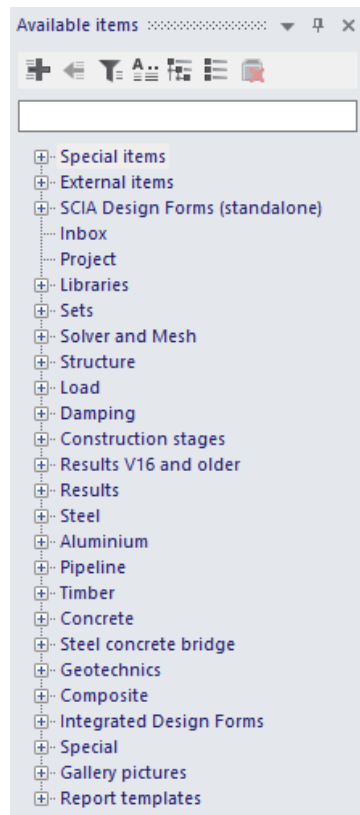 Available items
Special items
External items
SCIA Design Forms (standalone)
Inbox
Project
Libraries
Sets
Solver and Mesh
Structure
Load
Damping
Construction stages
Results V16 and older
Results
Steel
Aluminium
Pipeline
Timber
Concrete
Steel concrete bridge
Geotechnics
Composite
Integrated Design Forms
Special
Gallery pictures
Report templates